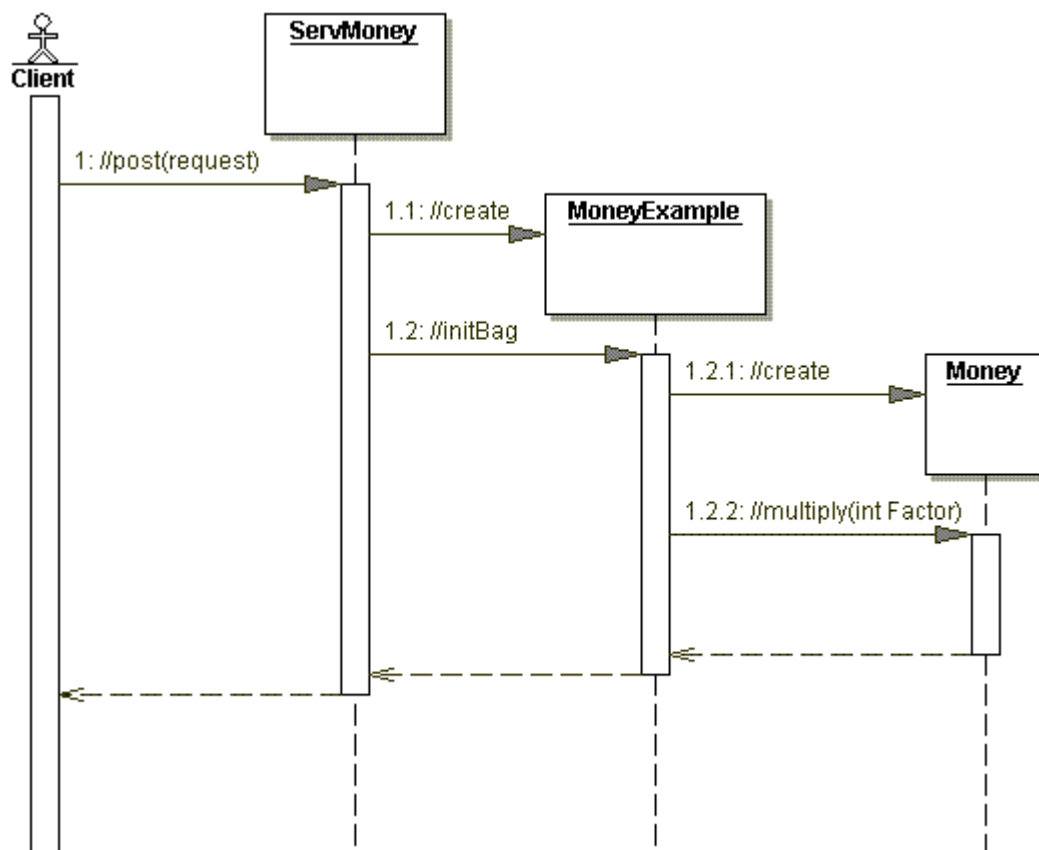 Client
ServMoney
1: //post(request)
1.1: //create
MoneyExample
1.2: //initBag
1.2.1: //create
Money
1.2.2: //multiply(int Factor)